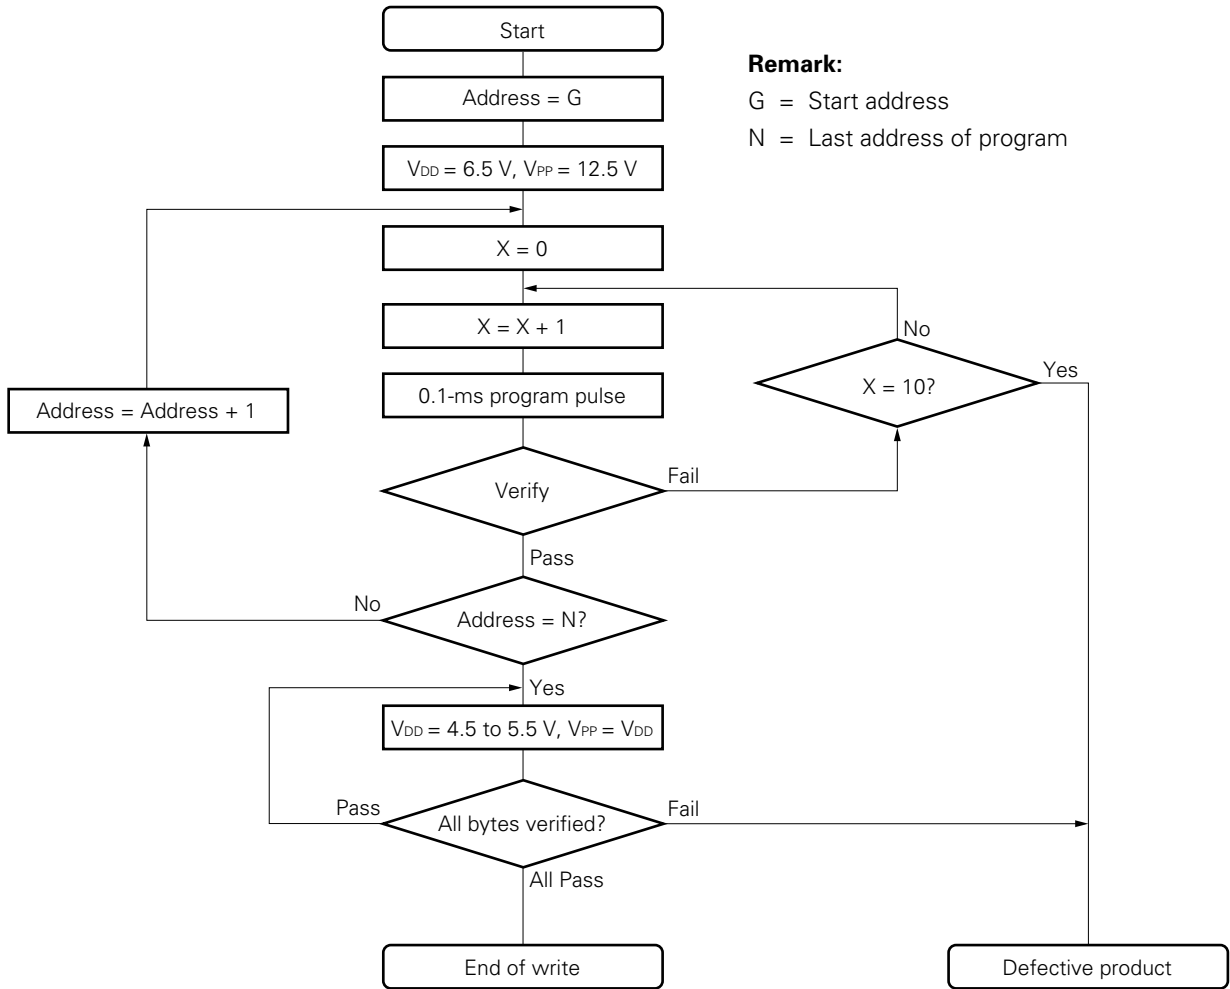 Start
Remark:
Address = G
G = Start address
N = Last address of program
VDD = 6.5 V, VPP = 12.5 V
X = 0
X = X + 1
No
X = 10?
Yes
0.1-ms program pulse
Address = Address + 1
Verify
Fail
Pass
No
Address = N?
Yes
VDD = 4.5 to 5.5 V, VPP = VDD
Pass
All bytes verified?
Fail
All Pass
End of write
Defective product